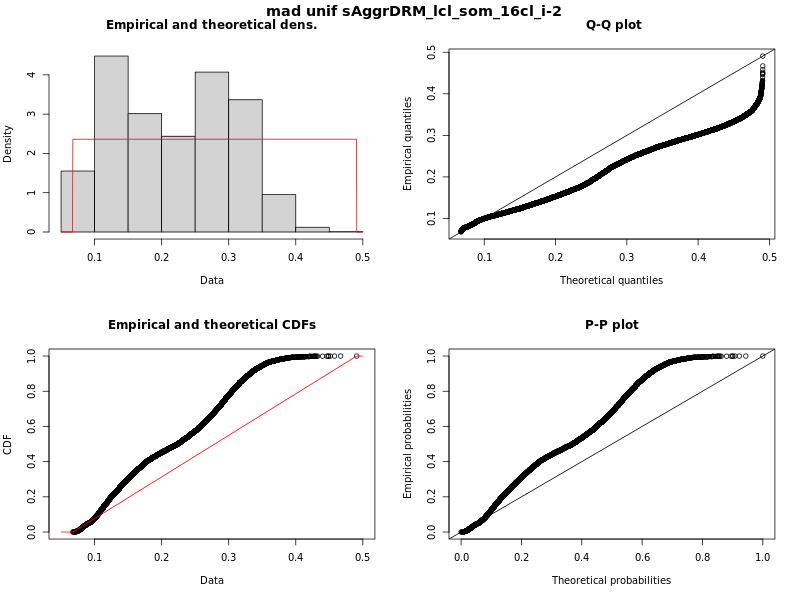 mad unif sAggrDRM_lcl_som_16cl_i-2
Empirical and theoretical dens.
Density
0 1 2 3 4
0.1 0.2 0.3 0.4 0.5
Data
Q-Q plot
Empirical quantiles
0.1 0.2 0.3 0.4 0.5
0.1 0.2 0.3 0.4 0.5
Theoretical quantiles
Empirical and theoretical CDFs
CDF
0.0 0.2 0.4 0.6 0.8 1.0
0.1 0.2 0.3 0.4 0.5
Data
P-P plot
Empirical probabilities
0.0 0.2 0.4 0.6 0.8 1.0
0.0 0.2 0.4 0.6 0.8 1.0
Theoretical probabilities